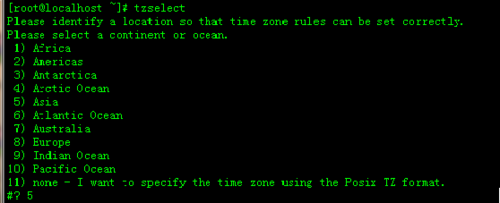 [root@localhost ~]# tzselect
Please identify a location so that time zone rules can be set correctly.
Please select a continent or ocean.
1) Africa
2) Americas
3) Antarctica
4) Arctic Ocean
5) Asia
6) Atlantic Ocean
7) Australia
8) Europe
9) Indian Ocean
10) Pacific Ocean
11) none - I want to specify the time zone using the Posix TZ format.
#? 5